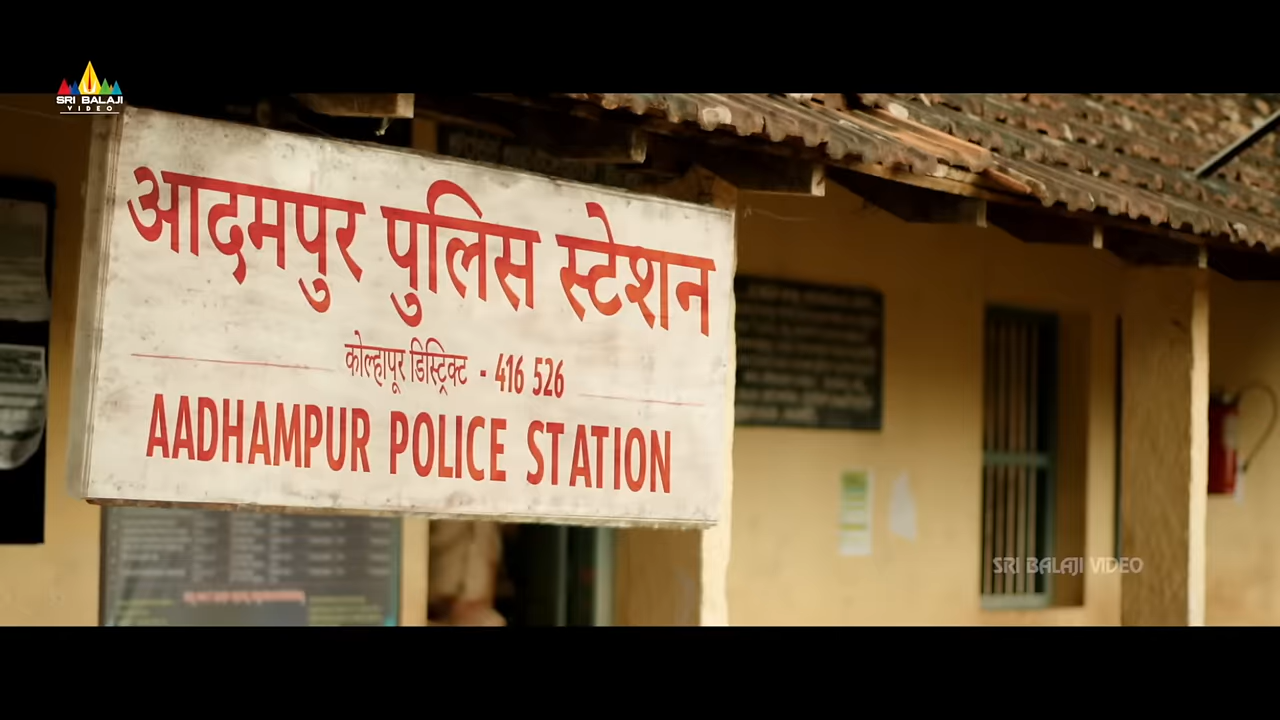 SRI BALAJI
VIDEO
आदमपुर पुलिस स्टेशन
कोल्हापूर डिस्ट्रिक्ट - 416 526
AADHAMPUR POLICE STATION
SRI BALAJI VIDEO